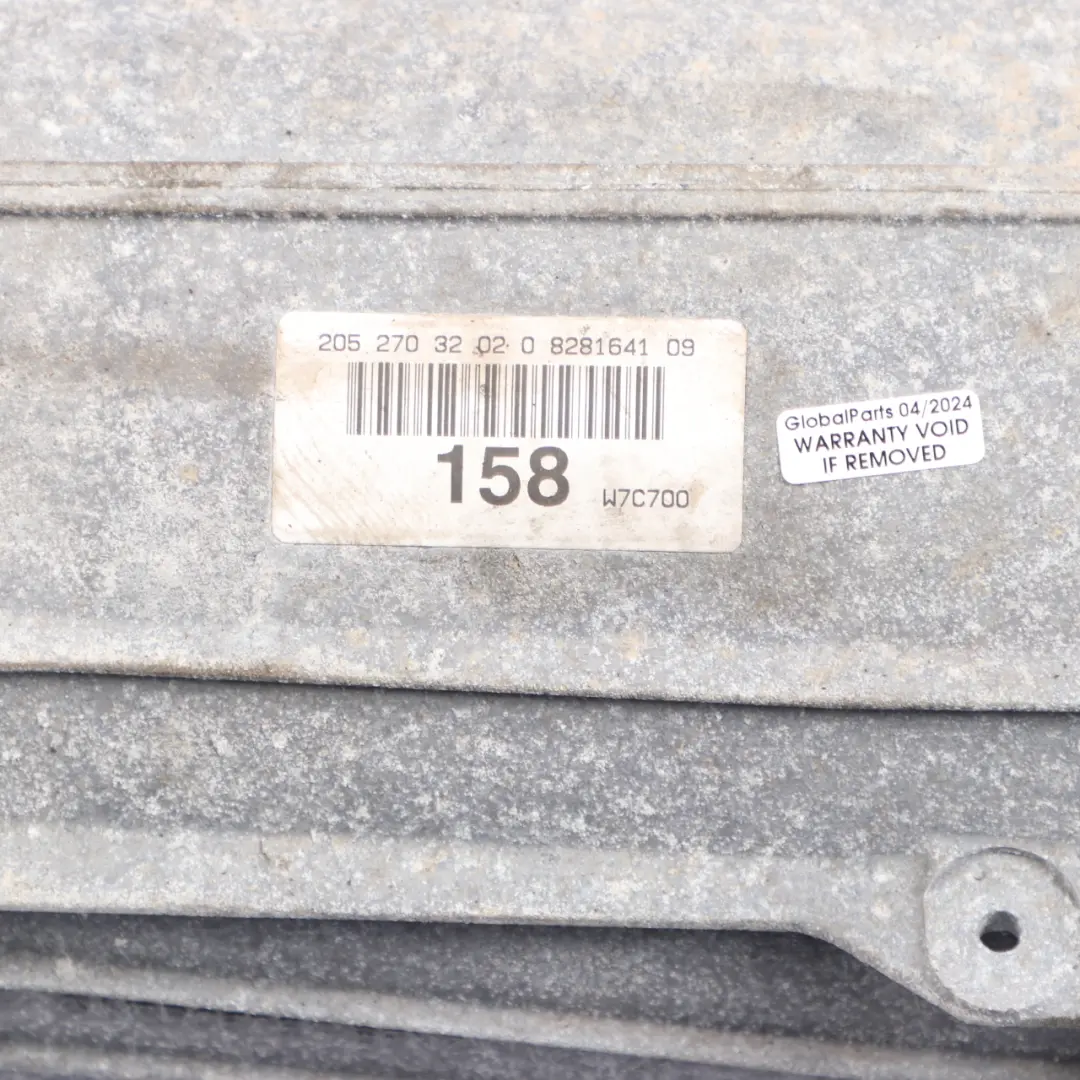 205 270 32 02 0 8281641 09
158
W7C700
GlobalParts 04/2024
WARRANTY VOID
IF REMOVED